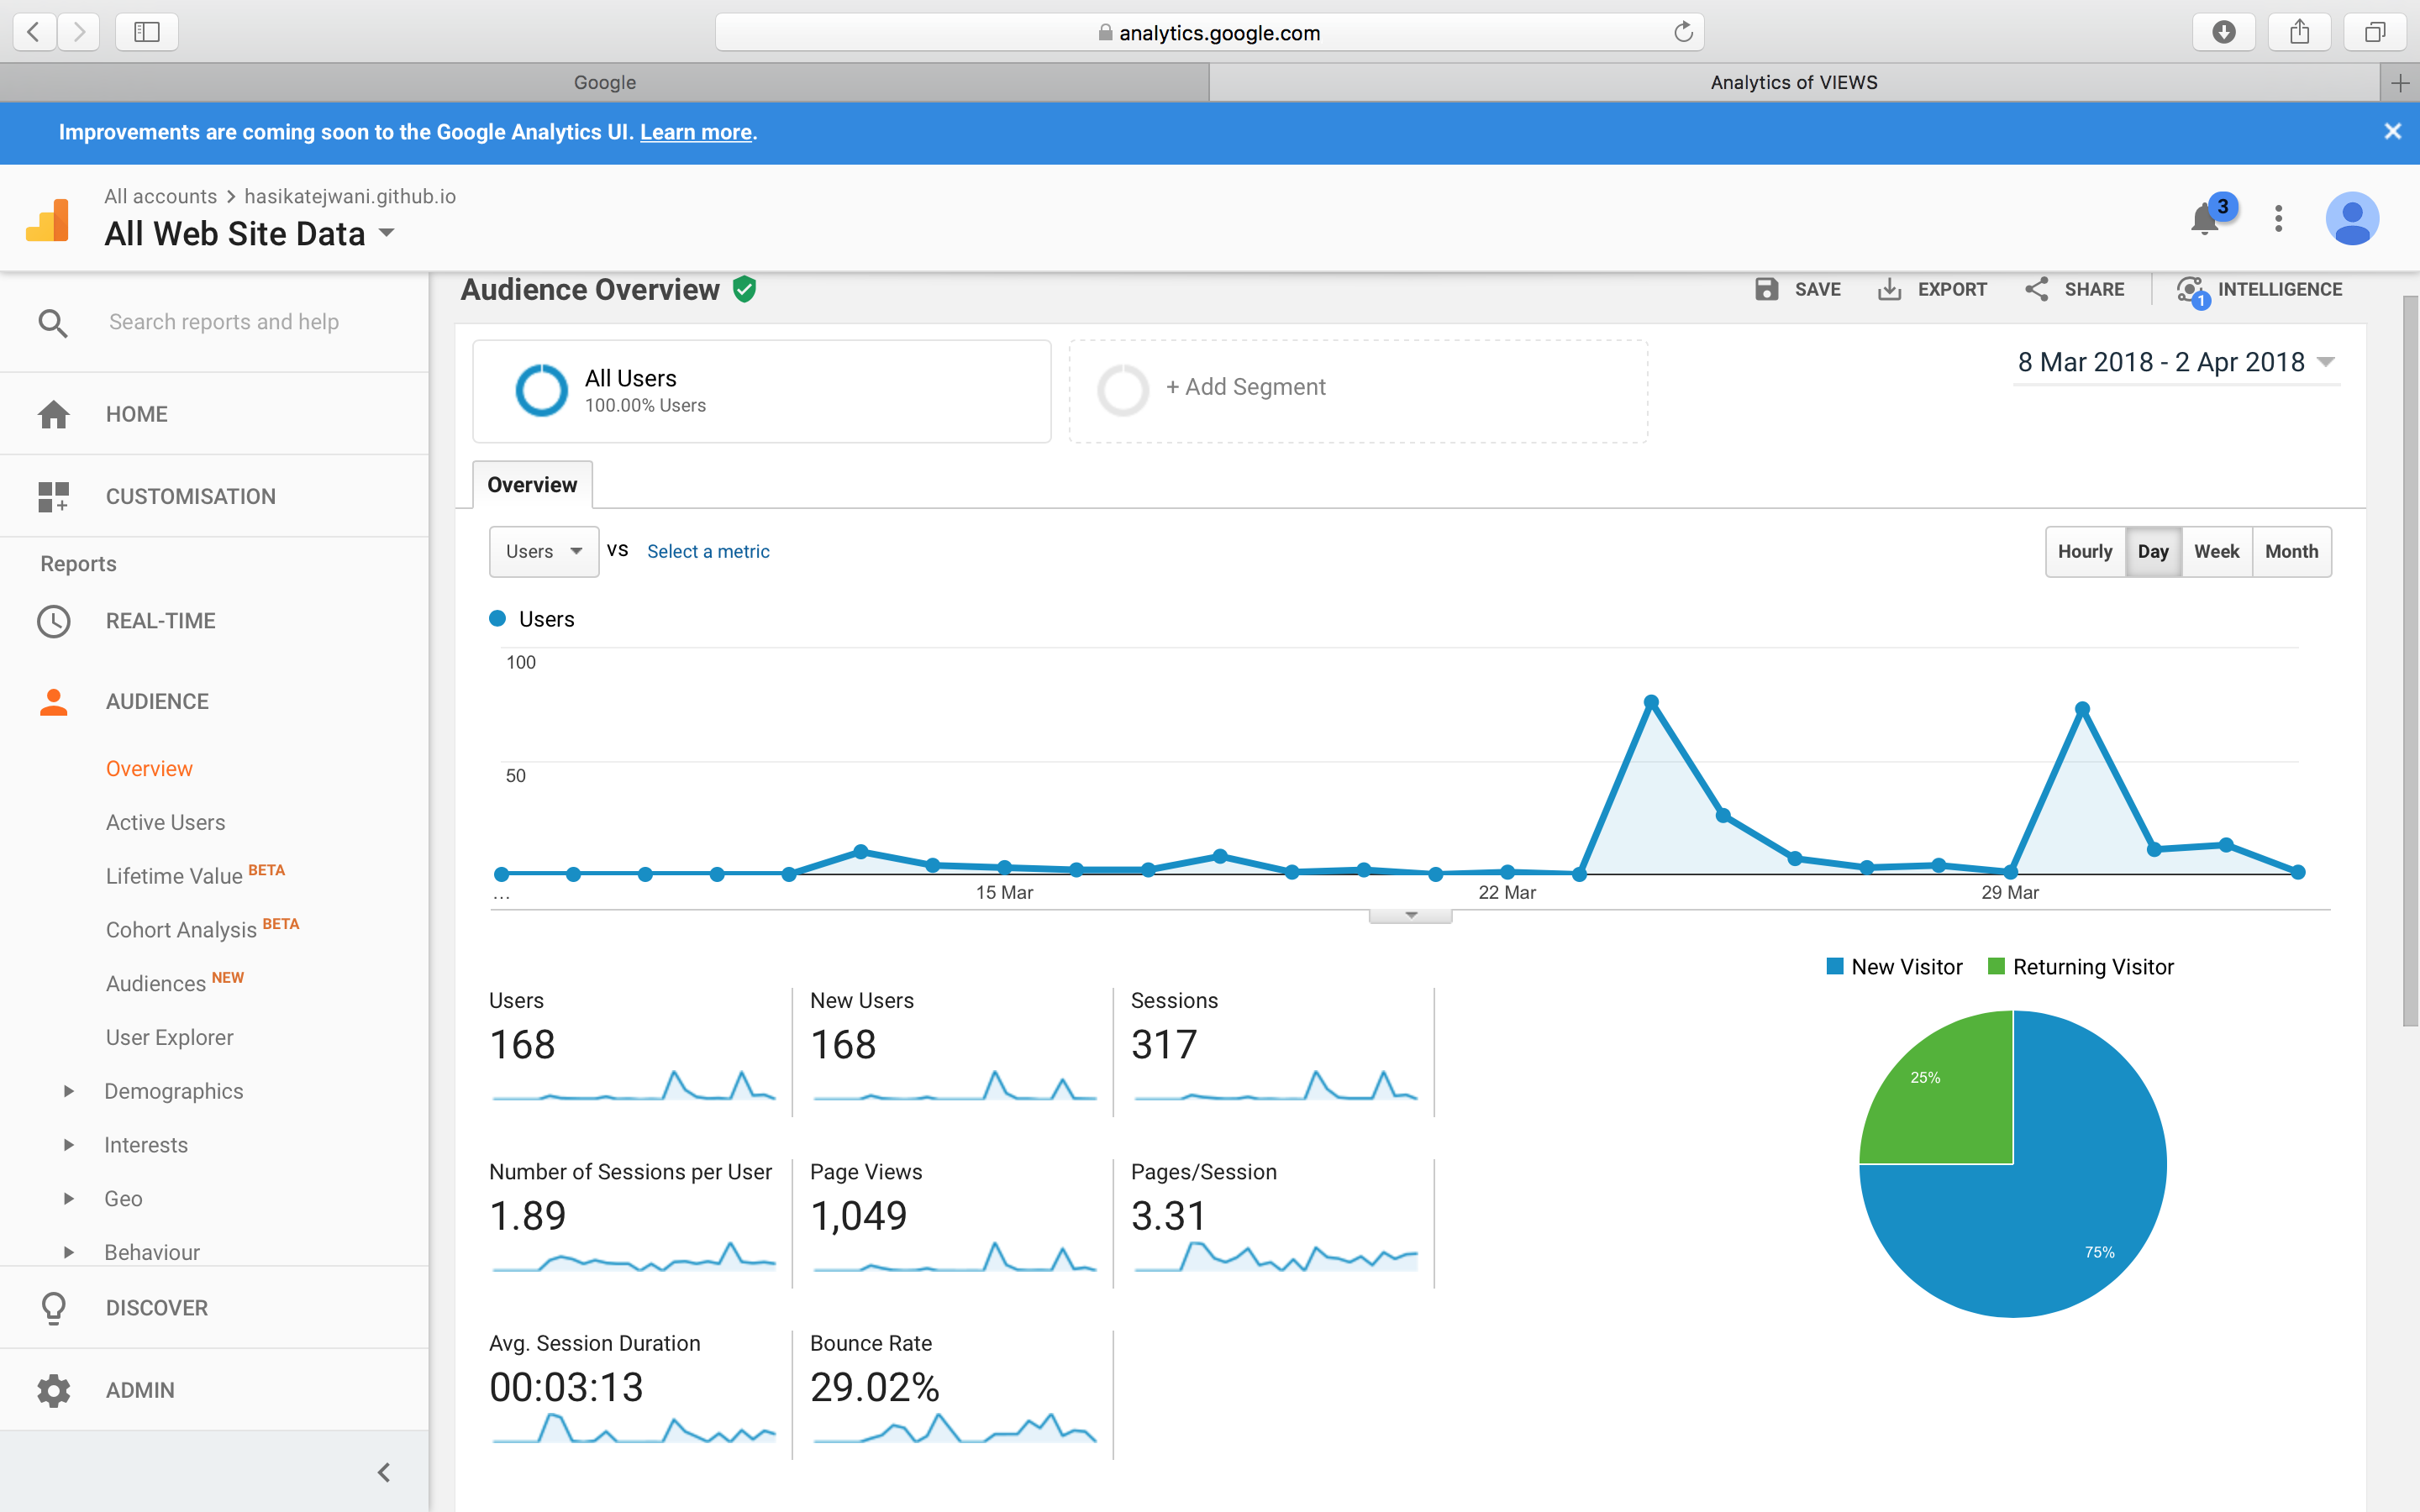 analytics.google.com
Google
Analytics of VIEWS
Improvements are coming soon to the Google Analytics UI. Learn more.
All accounts > hasikatejwani.github.io
All Web Site Data
3
Search reports and help
HOME
CUSTOMISATION
Reports
REAL-TIME
AUDIENCE
Overview
Active Users
Lifetime Value BETA
Cohort Analysis BETA
Audiences NEW
User Explorer
Demographics
Interests
Geo
Behaviour
DISCOVER
ADMIN
Audience Overview
SAVE
EXPORT
SHARE
1
INTELLIGENCE
All Users
100.00% Users
+ Add Segment
8 Mar 2018 - 2 Apr 2018
Overview
Users
VS
Select a metric
Hourly
Day
Week
Month
Users
100
50
...
15 Mar
22 Mar
29 Mar
Users
168
New Users
168
Sessions
317
Number of Sessions per User
1.89
Page Views
1,049
Pages/Session
3.31
Avg. Session Duration
00:03:13
Bounce Rate
29.02%
New Visitor
Returning Visitor
25%
75%